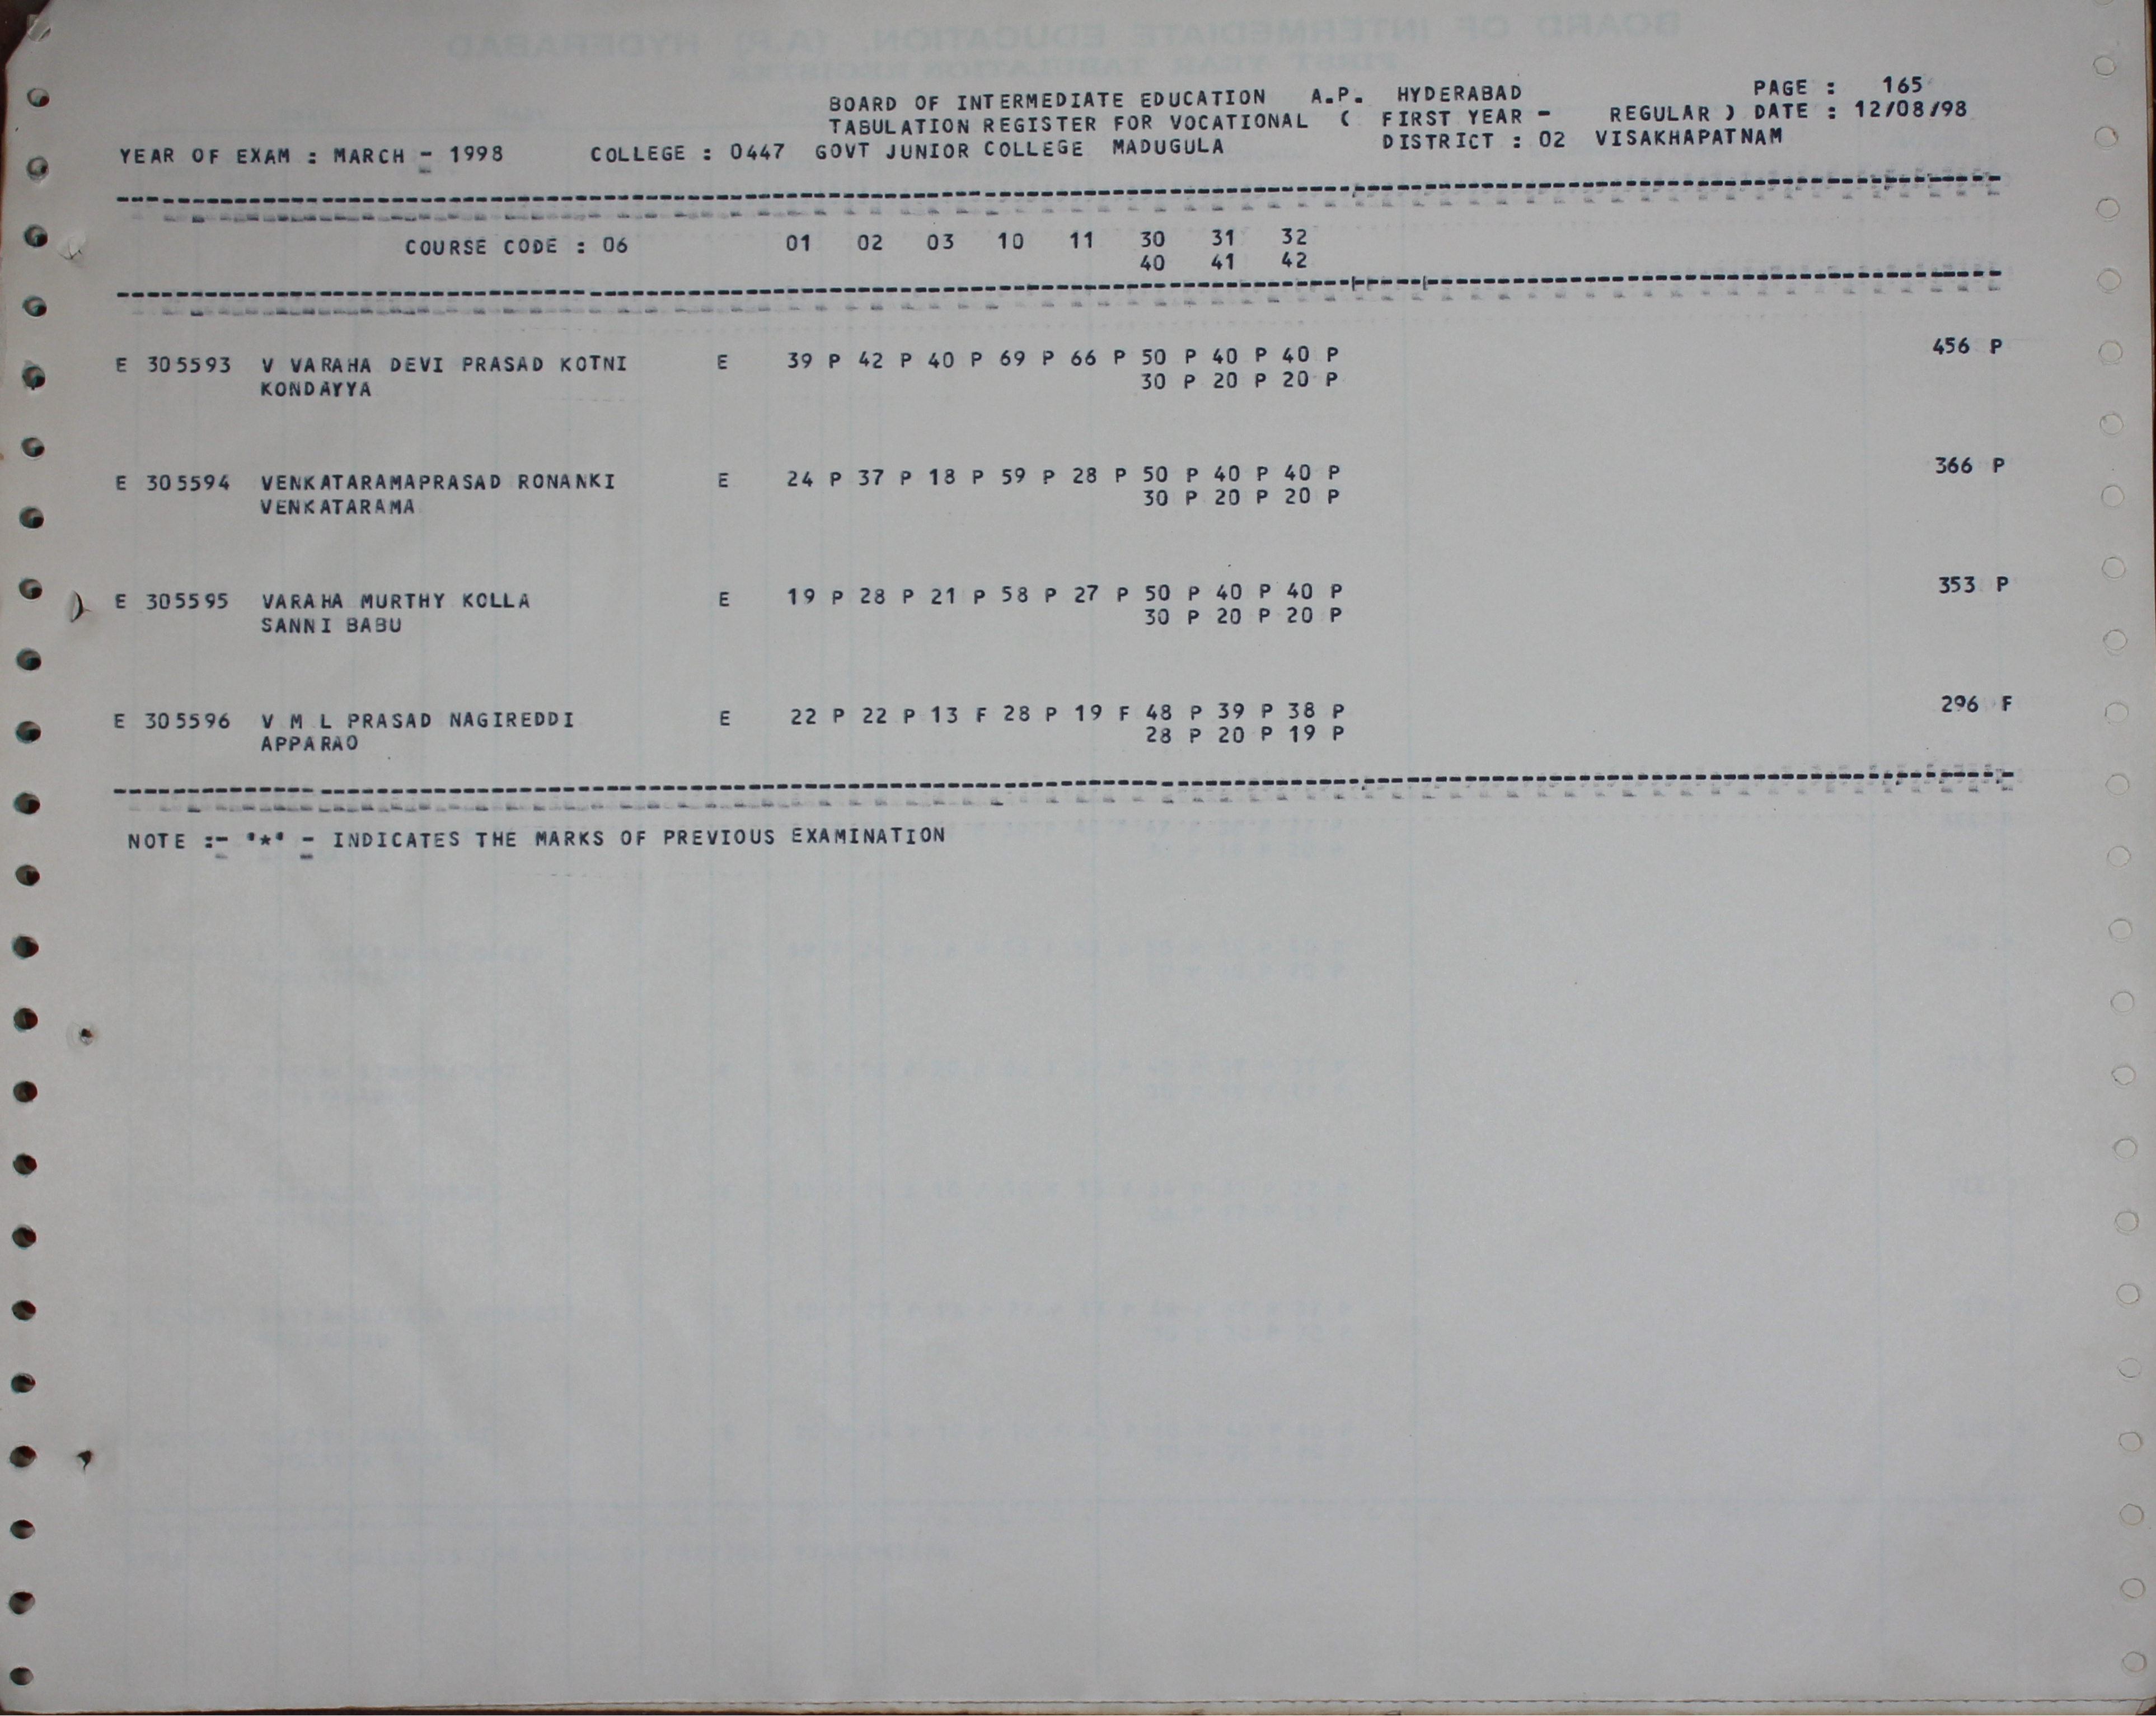 BOARD OF INTERMEDIATE EDUCATION A.P. HYDERABAD PAGE : 165
TABULATION REGISTER FOR VOCATIONAL ( FIRST YEAR - REGULAR ) DATE : 12/08/98
YEAR OF EXAM : MARCH - 1998 COLLEGE : 0447 GOVT JUNIOR COLLEGE MADUGULA DISTRICT : 02 VISAKHAPATNAM
COURSE CODE : 06 01 02 03 10 11 30 31 32
40 41 42
E 305593 V VARAHA DEVI PRASAD KOTNI E 39 P 42 P 40 P 69 P 66 P 50 P 40 P 40 P 456 P
KONDAYYA 30 P 20 P 20 P
E 305594 VENKATARAMAPRASAD RONANKI E 24 P 37 P 18 P 59 P 28 P 50 P 40 P 40 P 366 P
VENKATARAMA 30 P 20 P 20 P
E 305595 VARAHA MURTHY KOLLA E 19 P 28 P 21 P 58 P 27 P 50 P 40 P 40 P 353 P
SANNI BABU 30 P 20 P 20 P
E 305596 V M L PRASAD NAGIREDDI E 22 P 22 P 13 F 28 P 19 F 48 P 39 P 38 P 296 F
APPARAO 28 P 20 P 19 P
NOTE :- '*' - INDICATES THE MARKS OF PREVIOUS EXAMINATION